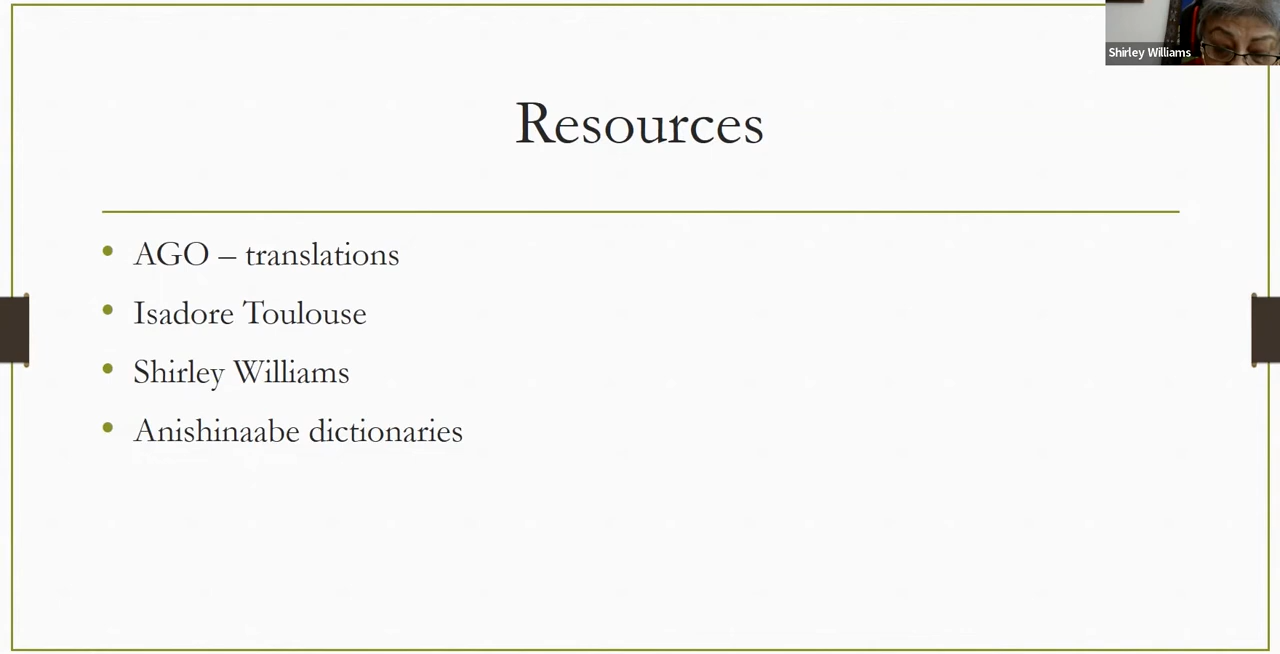 Shirley Williams
Resources
• AGO – translations
• Isadore Toulouse
• Shirley Williams
• Anishinaabe dictionaries